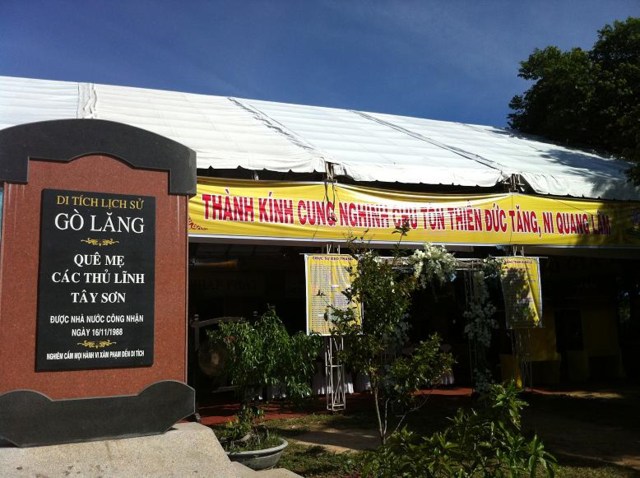 DI TÍCH LỊCH SỬ
GÒ LĂNG
QUÊ MẸ
CÁC THỦ LĨNH
TÂY SƠN
ĐƯỢC NHÀ NƯỚC CÔNG NHẬN
NGÀY 16/11/1988
NGHIÊM CẤM MỌI HÀNH VI XÂM PHẠM ĐẾN DI TÍCH
THÀNH KÍNH CUNG NGHINH CHƯ TÔN THIỀN ĐỨC TĂNG, NI QUANG LÂM